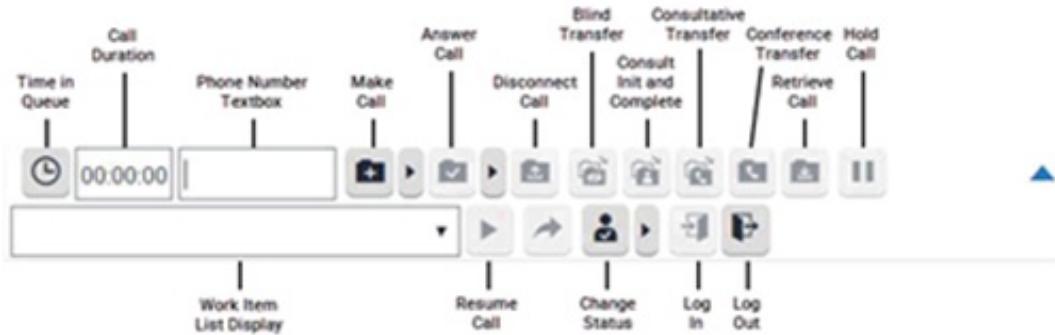 Time in
Queue
Call
Duration
Phone Number
Textbox
Make
Call
Answer
Call
Disconnect
Call
Blind
Transfer
Consult
Init and
Complete
Consultative
Transfer
Conference
Transfer
Retrieve
Call
Hold
Call
00:00:00
Work Item
List Display
Resume
Call
Change
Status
Log
In
Log
Out